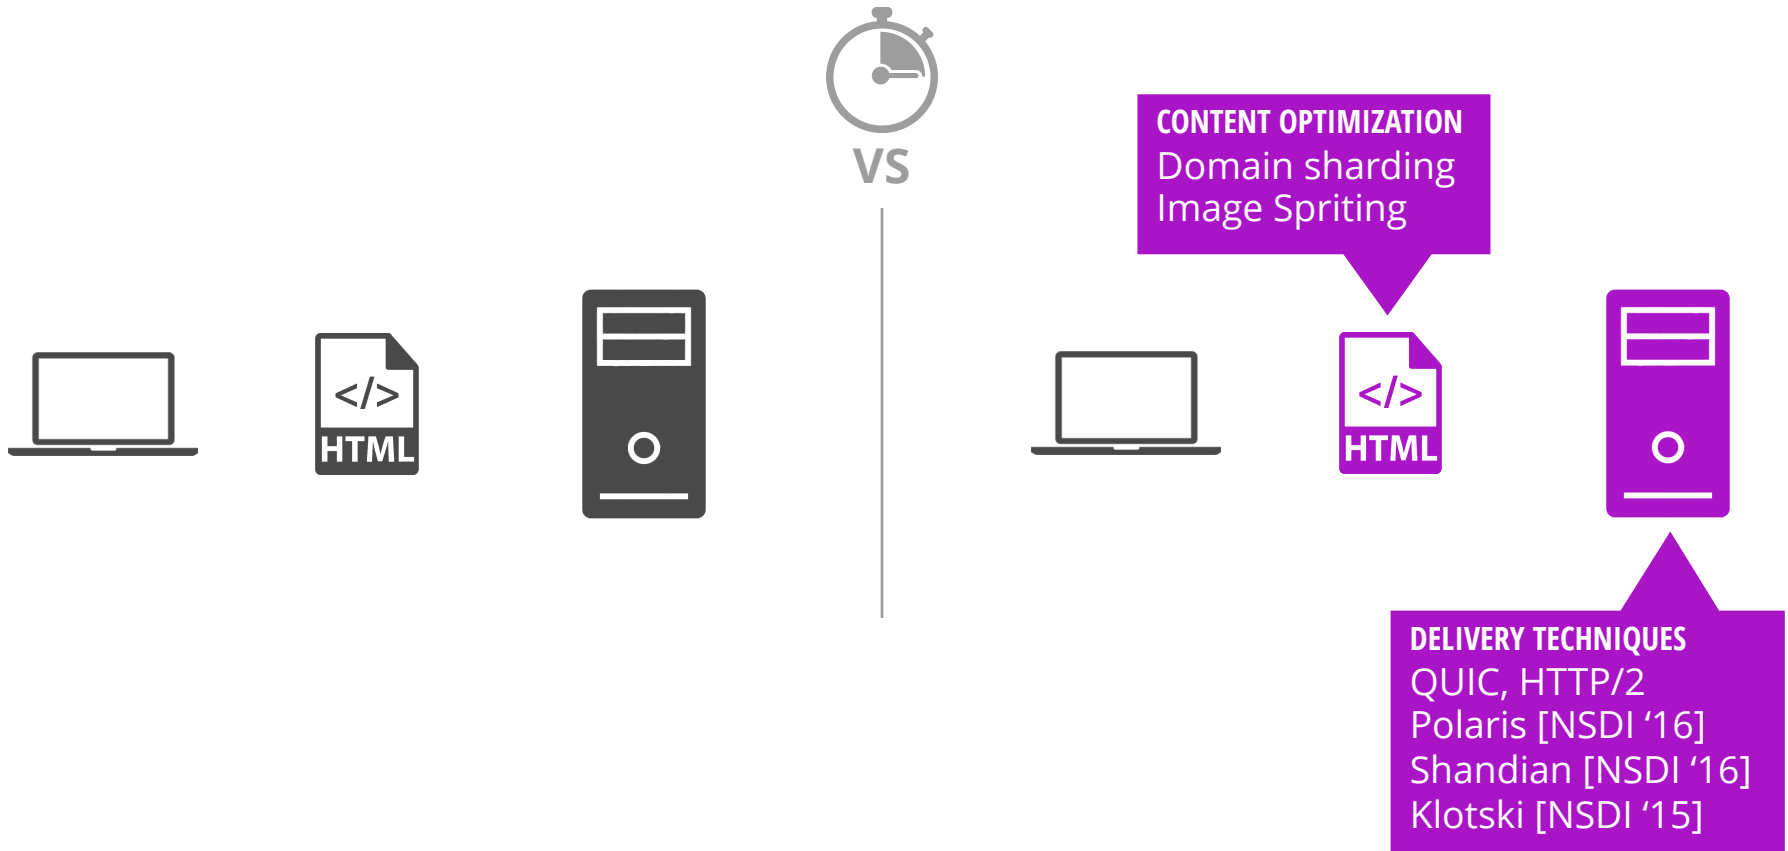 VS
CONTENT OPTIMIZATION
Domain sharding
Image Spriting
</>
HTML
</>
HTML
DELIVERY TECHNIQUES
QUIC, HTTP/2
Polaris [NSDI ‘16]
Shandian [NSDI ‘16]
Klotski [NSDI ‘15]